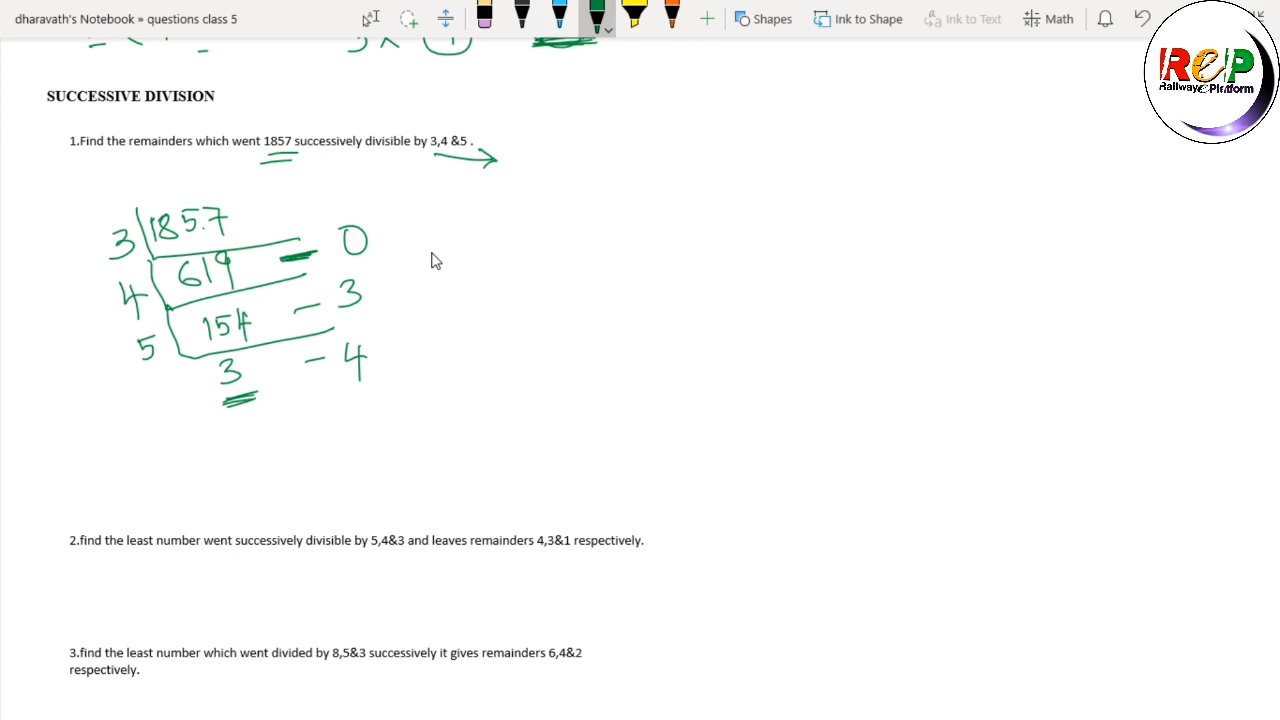 dharavath's Notebook » questions class 5
Shapes
Ink to Shape
Ink to Text
Math
ReP
Railway e Platform
SUCCESSIVE DIVISION
1.Find the remainders which went 1857 successively divisible by 3,4 &5 .
3 185.7
4 619 - 0
5 154 - 3
3 - 4
2.find the least number went successively divisible by 5,4&3 and leaves remainders 4,3&1 respectively.
3.find the least number which went divided by 8,5&3 successively it gives remainders 6,4&2
respectively.